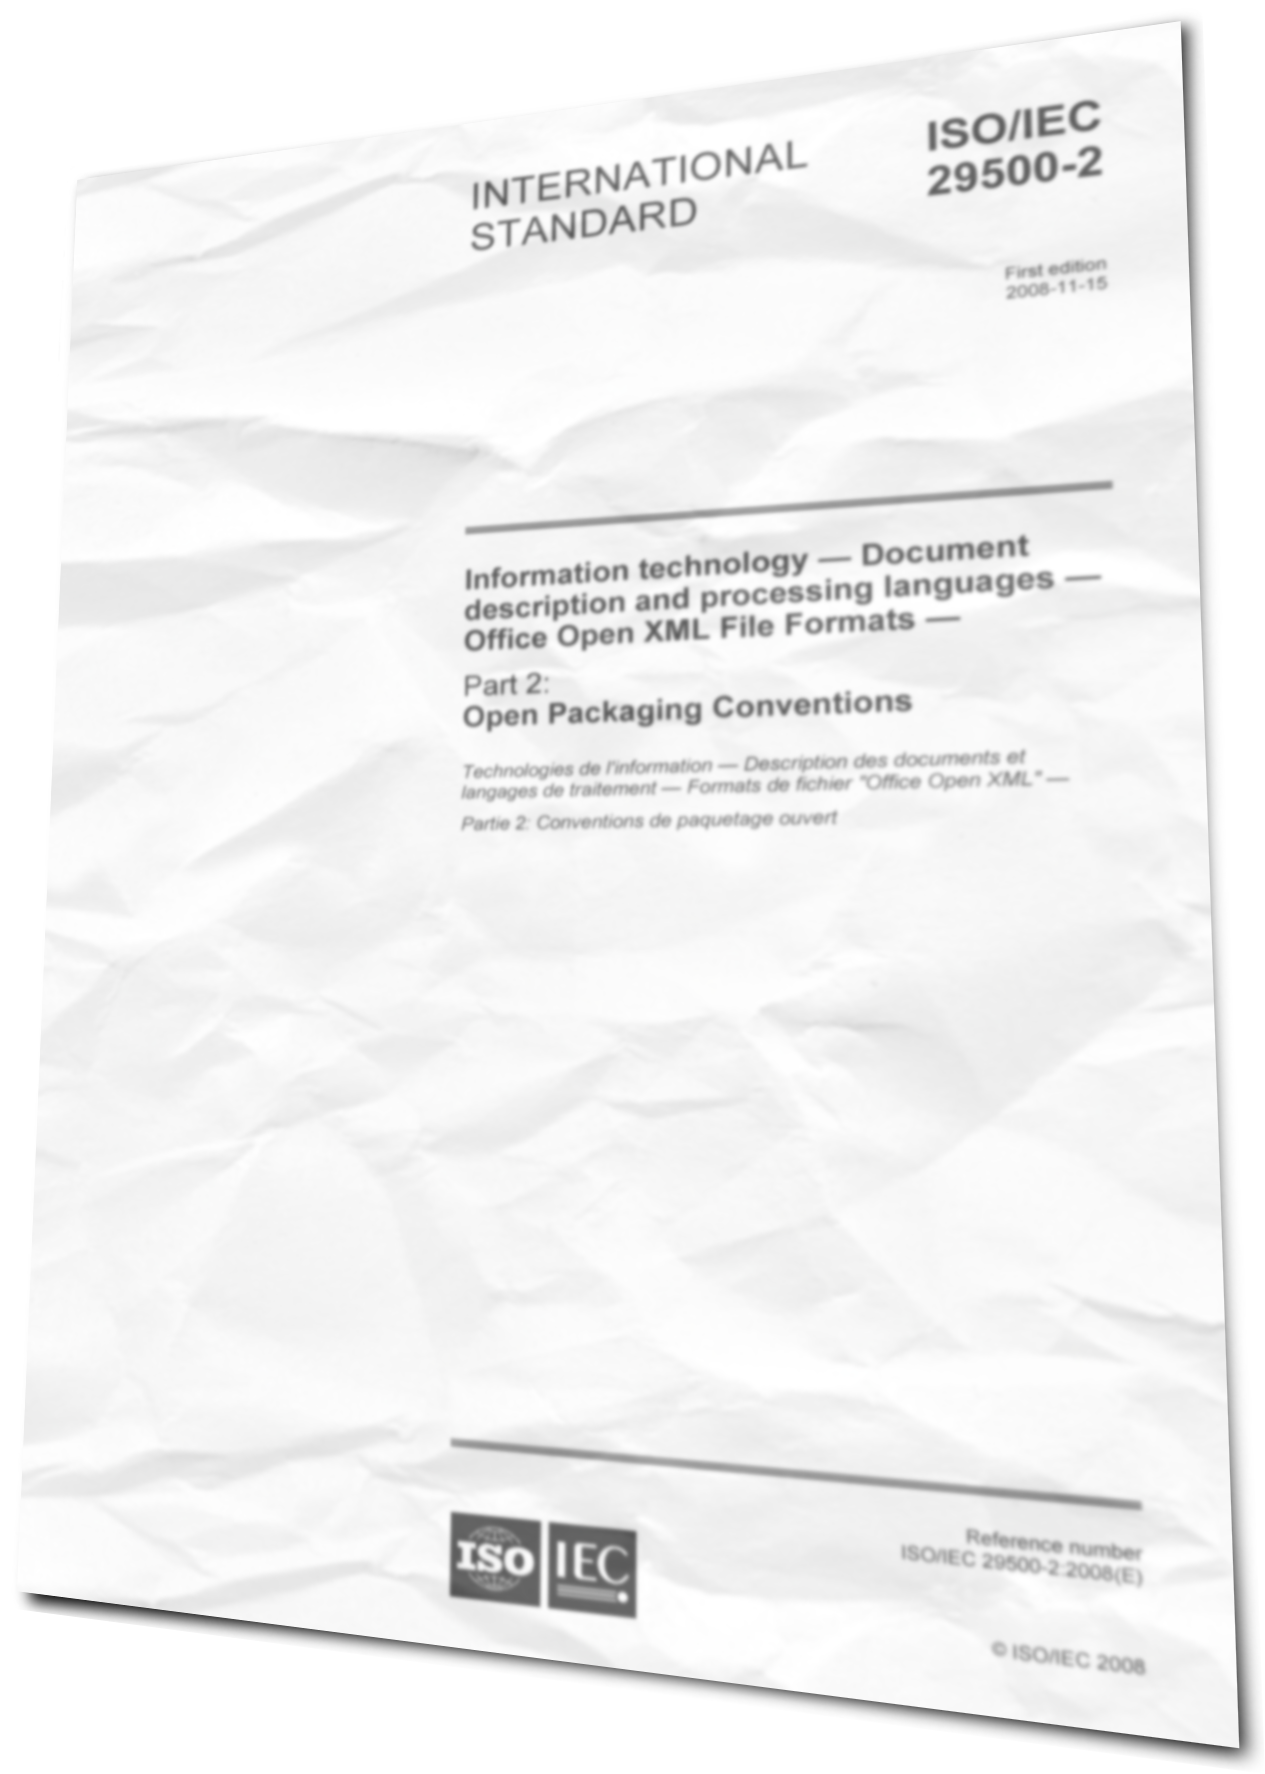 INTERNATIONAL
STANDARD
ISO/IEC
29500-2
First edition
2008-11-15
Information technology — Document
description and processing languages —
Office Open XML File Formats —
Part 2:
Open Packaging Conventions
Technologies de l'information — Description des documents et
langages de traitement — Formats de fichier "Office Open XML" —
Partie 2: Conventions de paquetage ouvert
ISO IEC
Reference number
ISO/IEC 29500-2:2008(E)
© ISO/IEC 2008